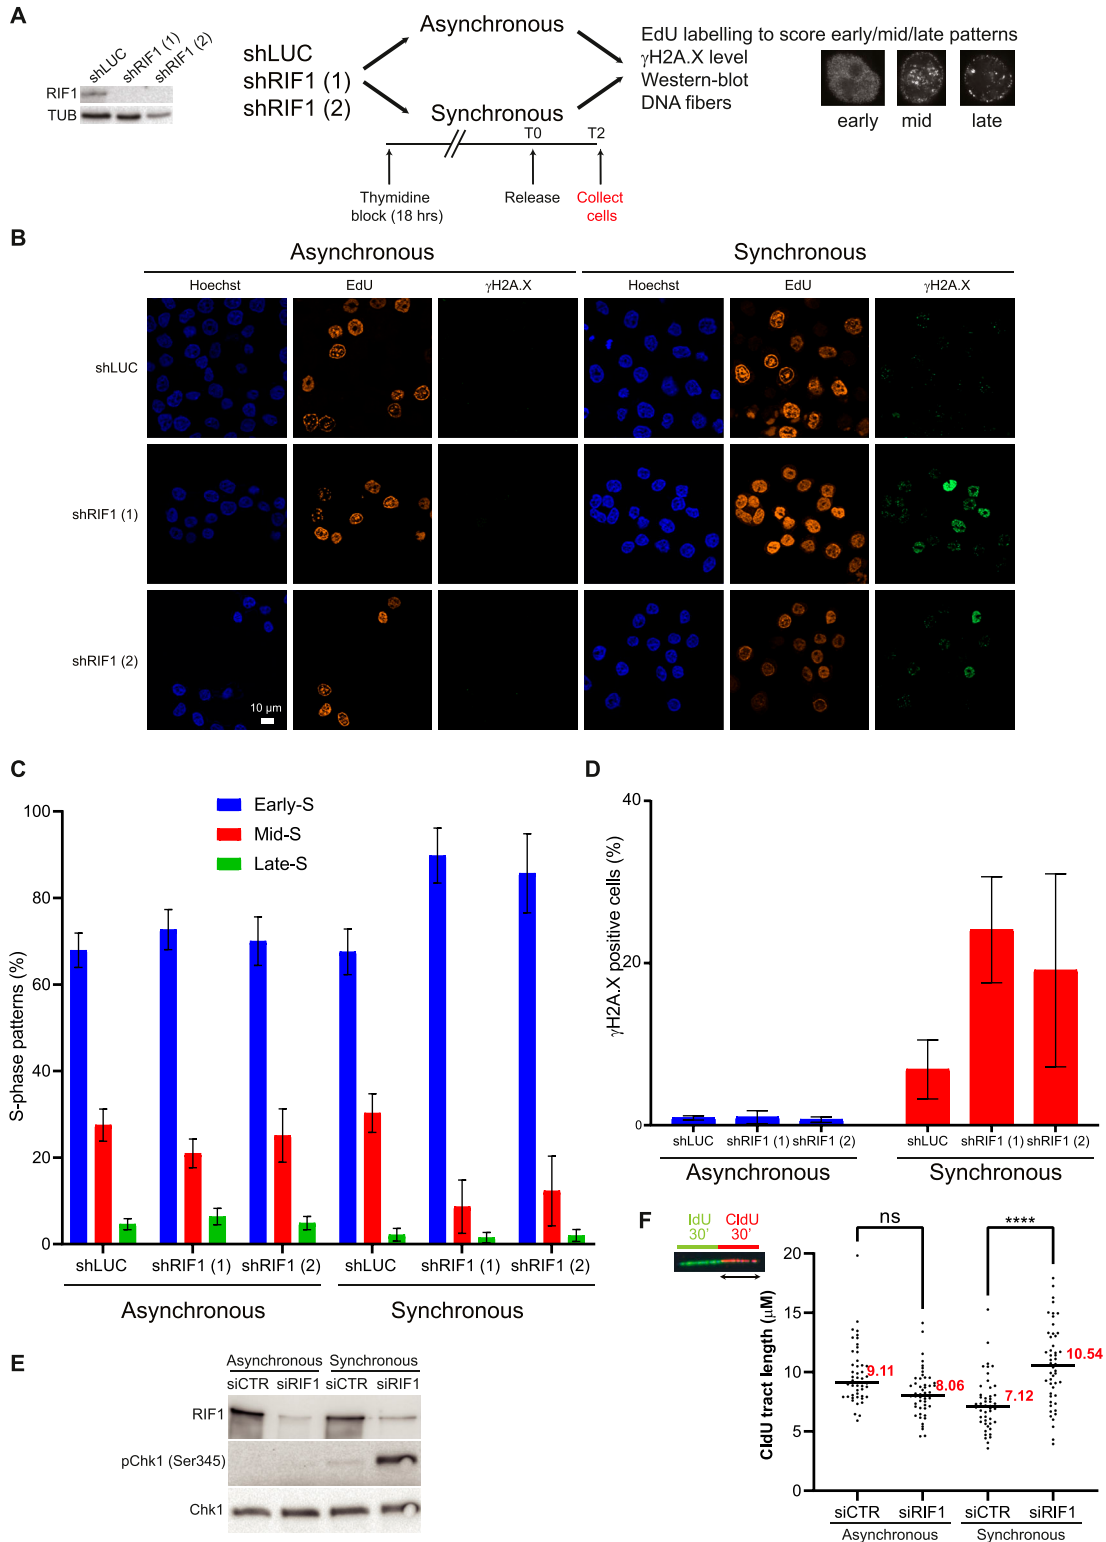 A
shLUC
shRIF1 (1)
shRIF1 (2)
RIF1
TUB
shLUC
shRIF1 (1)
shRIF1 (2)
Asynchronous
Synchronous
T0
T2
Thymidine
block (18 hrs)
Release
Collect
cells
EdU labelling to score early/mid/late patterns
γH2A.X level
Western-blot
DNA fibers
early
mid
late
B
Asynchronous
Synchronous
Hoechst
EdU
γH2A.X
Hoechst
EdU
γH2A.X
shLUC
shRIF1 (1)
shRIF1 (2)
10 µm
C
S-phase patterns (%)
100
80
60
40
20
0
Early-S
Mid-S
Late-S
shLUC
shRIF1 (1)
shRIF1 (2)
shLUC
shRIF1 (1)
shRIF1 (2)
Asynchronous
Synchronous
D
γH2A.X positive cells (%)
40
20
0
shLUC
shRIF1 (1)
shRIF1 (2)
shLUC
shRIF1 (1)
shRIF1 (2)
Asynchronous
Synchronous
E
Asynchronous
Synchronous
siCTR
siRIF1
siCTR
siRIF1
RIF1
pChk1 (Ser345)
Chk1
F
IdU
30'
CldU
30'
ns
****
CldU tract length (µM)
20
15
10
5
0
9.11
8.06
7.12
10.54
siCTR
siRIF1
siCTR
siRIF1
Asynchronous
Synchronous